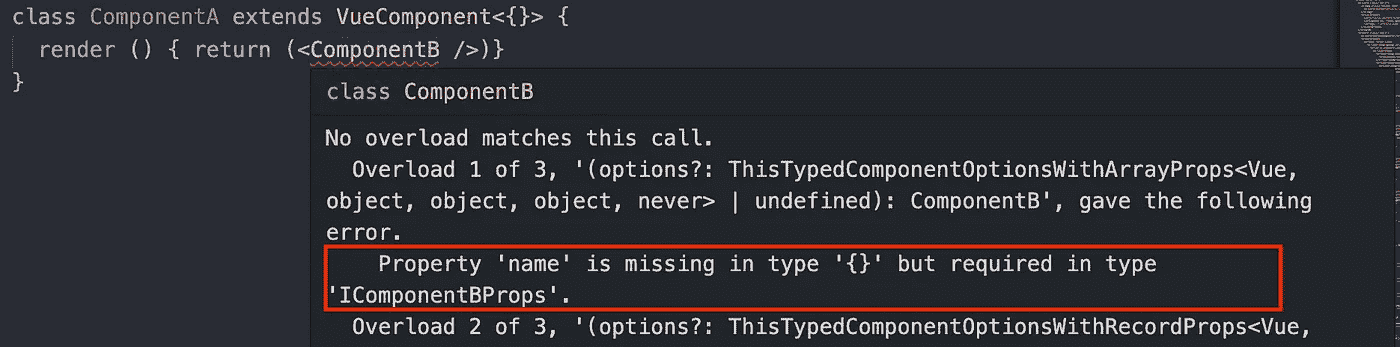 class ComponentA extends VueComponent<{}> {
render () { return (<ComponentB />)}
}
class ComponentB
No overload matches this call.
Overload 1 of 3, '(options?: ThisTypedComponentOptionsWithArrayProps<Vue,
object, object, object, never> | undefined): ComponentB', gave the following
error.
Property 'name' is missing in type '{}' but required in type
'IComponentBProps'.
Overload 2 of 3, '(options?: ThisTypedComponentOptionsWithRecordProps<Vue,